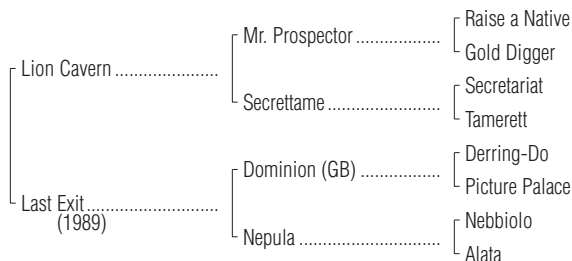 Raise a Native
Mr. Prospector ..................
Gold Digger
Lion Cavern ......................
Secretariat
Secrettame ........................
Tamerett
Derring-Do
Dominion (GB) .................
Picture Palace
Last Exit............................
(1989)
Nebbiolo
Nepula ..............................
Alata